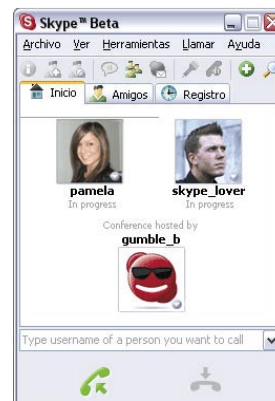 Skype™ Beta
Archivo Ver Herramientas Llamar Ayuda
Inicio Amigos Registro
pamela skype_lover
In progress In progress
Conference hosted by
gumble_b
Type username of a person you want to call